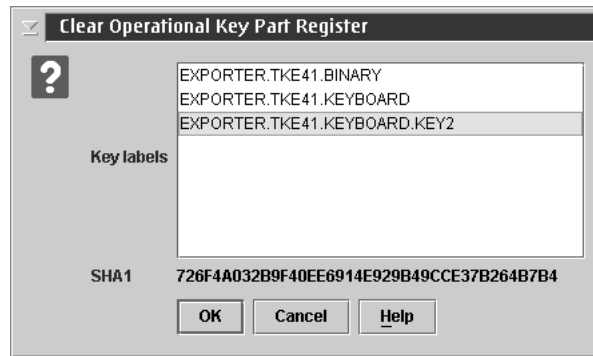 Clear Operational Key Part Register
?
EXPORTER.TKE41.BINARY
EXPORTER.TKE41.KEYBOARD
EXPORTER.TKE41.KEYBOARD.KEY2
Key labels
SHA1 726F4A032B9F40EE6914E929B49CCE37B264B7B4
OK Cancel Help